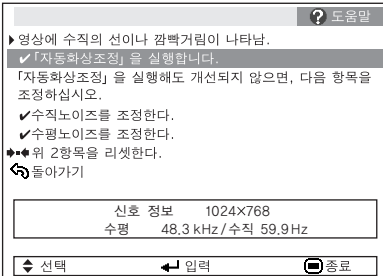 ? 도움말
▶영상에 수직의 선이나 깜빡거림이 나타남.
✔「자동화상조정」을 실행합니다.
「자동화상조정」을 실행해도 개선되지 않으면, 다음 항목을
조정하십시오.
✔수직노이즈를 조정한다.
✔수평노이즈를 조정한다.
위 2항목을 리셋한다.
돌아가기
신호 정보 1024X768
수평 48.3 kHz / 수직 59.9 Hz
선택 입력 종료